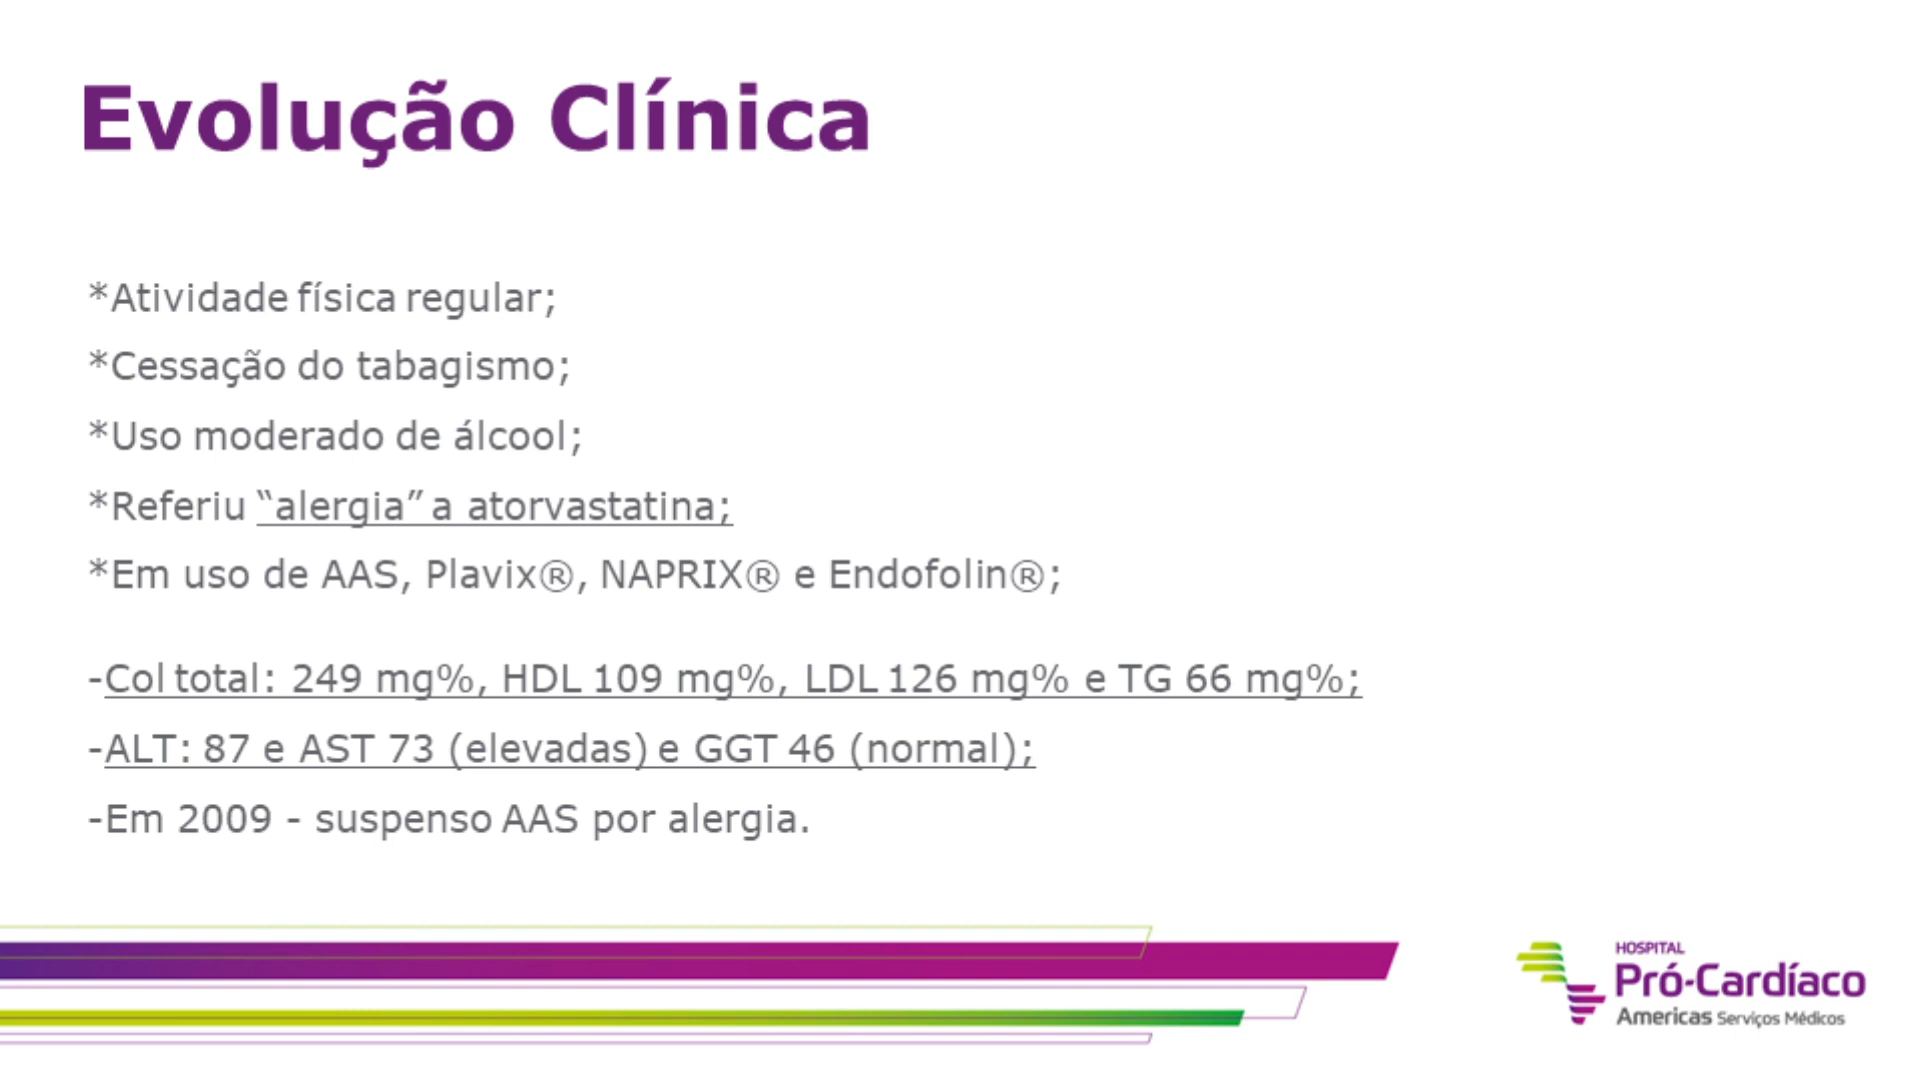 Evolução Clínica
*Atividade física regular;
*Cessação do tabagismo;
*Uso moderado de álcool;
*Referiu “alergia” a atorvastatina;
*Em uso de AAS, Plavix®, NAPRIX® e Endofolin®;
-Col total: 249 mg%, HDL 109 mg%, LDL 126 mg% e TG 66 mg%;
-ALT: 87 e AST 73 (elevadas) e GGT 46 (normal);
-Em 2009 - suspenso AAS por alergia.
HOSPITAL
Pró-Cardíaco
Americas Serviços Médicos